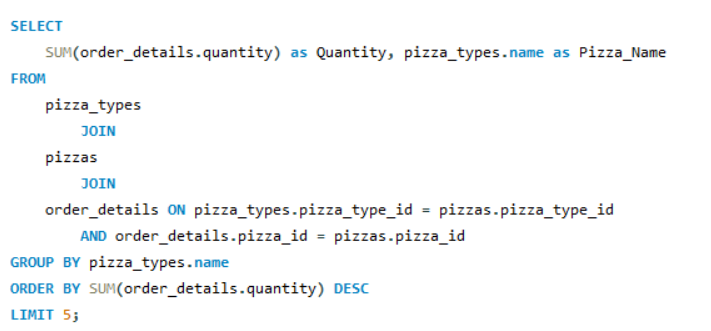 SELECT
SUM(order_details.quantity) as Quantity, pizza_types.name as Pizza_Name
FROM
pizza_types
JOIN
pizzas
JOIN
order_details ON pizza_types.pizza_type_id = pizzas.pizza_type_id
AND order_details.pizza_id = pizzas.pizza_id
GROUP BY pizza_types.name
ORDER BY SUM(order_details.quantity) DESC
LIMIT 5;